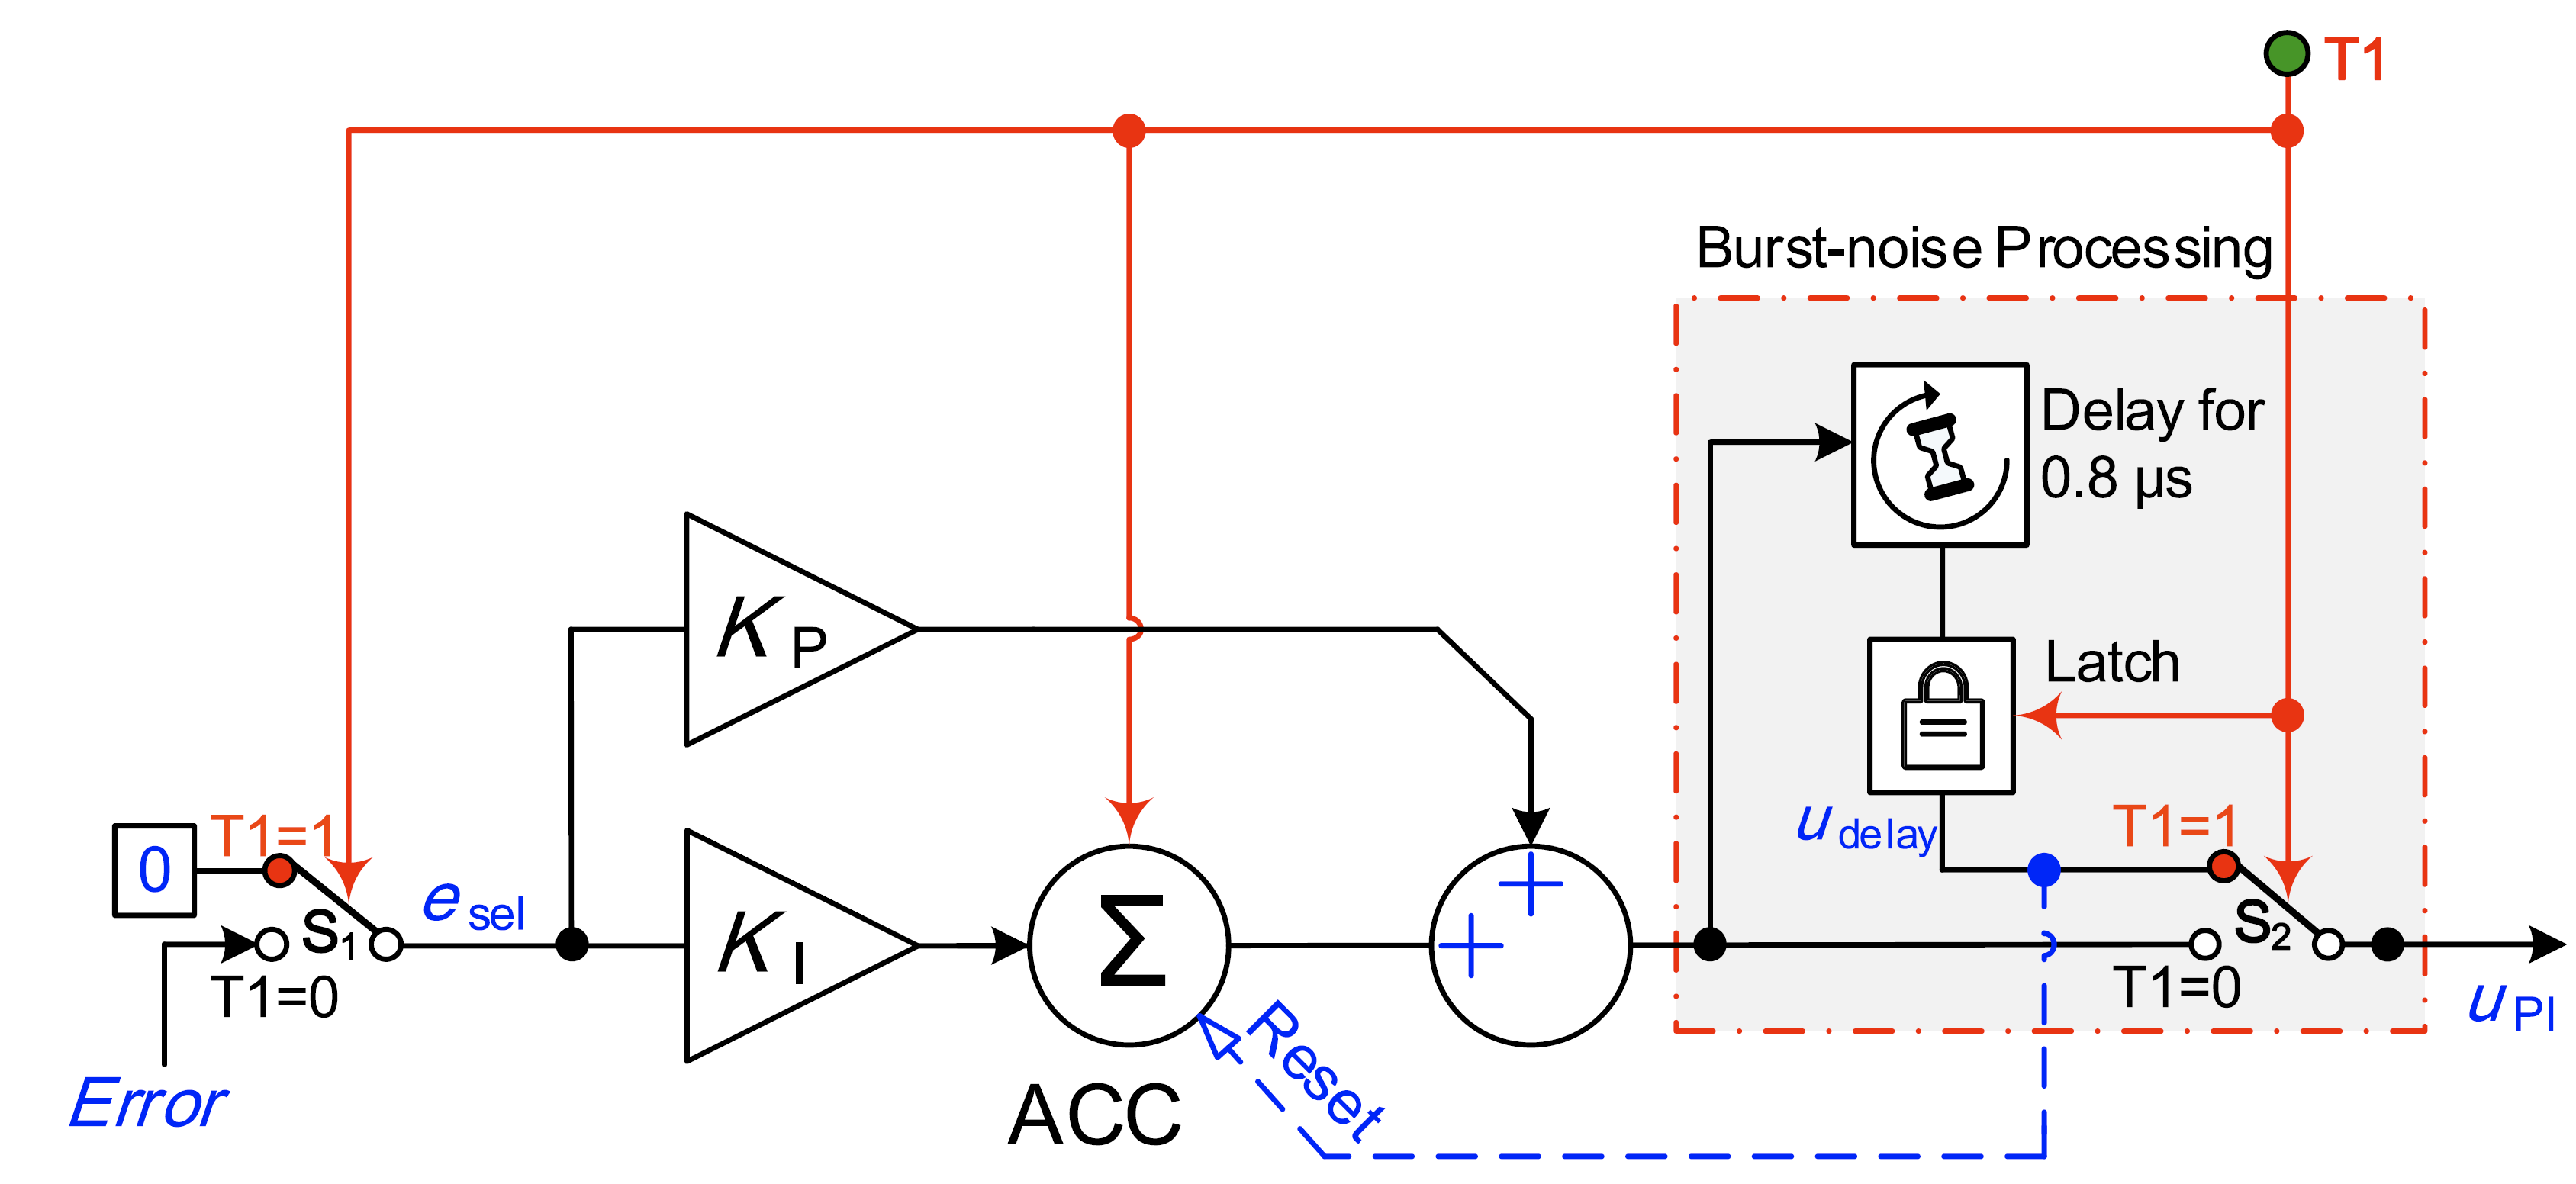 T1
Burst-noise Processing
Delay for
0.8 µs
K P
Latch
T1=1
0
S1
e sel
T1=0
Error
K I
Σ
ACC
Reset
u delay
T1=1
S2
T1=0
u PI